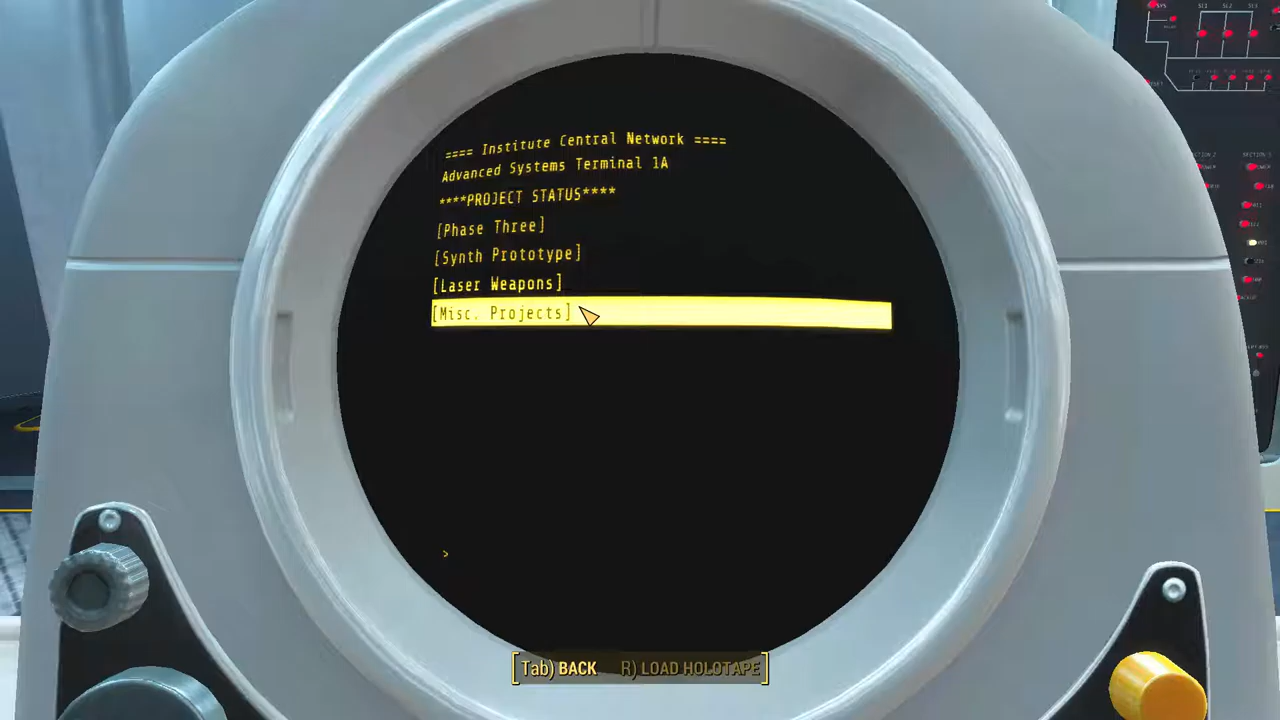 ==== Institute Central Network ====
Advanced Systems Terminal 1A
****PROJECT STATUS****
[Phase Three]
[Synth Prototype]
[Laser Weapons]
[Misc. Projects]
>
[Tab) BACK R) LOAD HOLOTAPE]